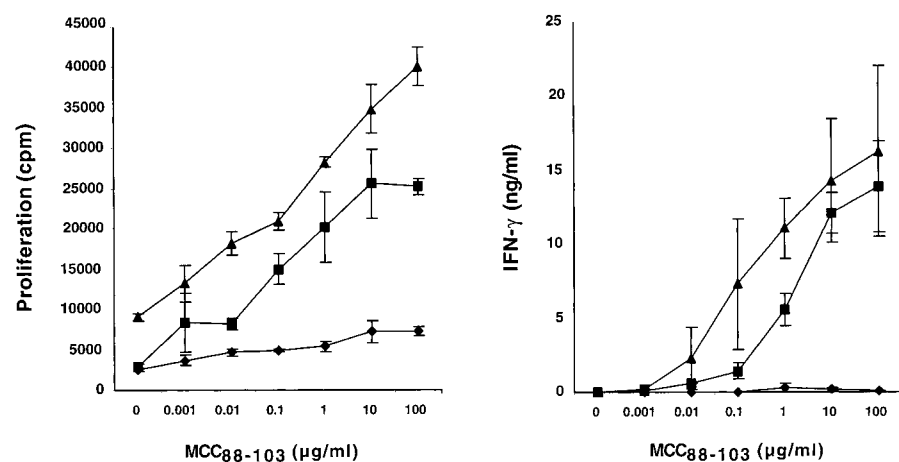 45000
40000
35000
30000
25000
20000
15000
10000
5000
0
Proliferation (cpm)
0 0.001 0.01 0.1 1 10 100
MCC88-103 (µg/ml)
25
20
15
10
5
0
IFN-γ (ng/ml)
0 0.001 0.01 0.1 1 10 100
MCC88-103 (µg/ml)